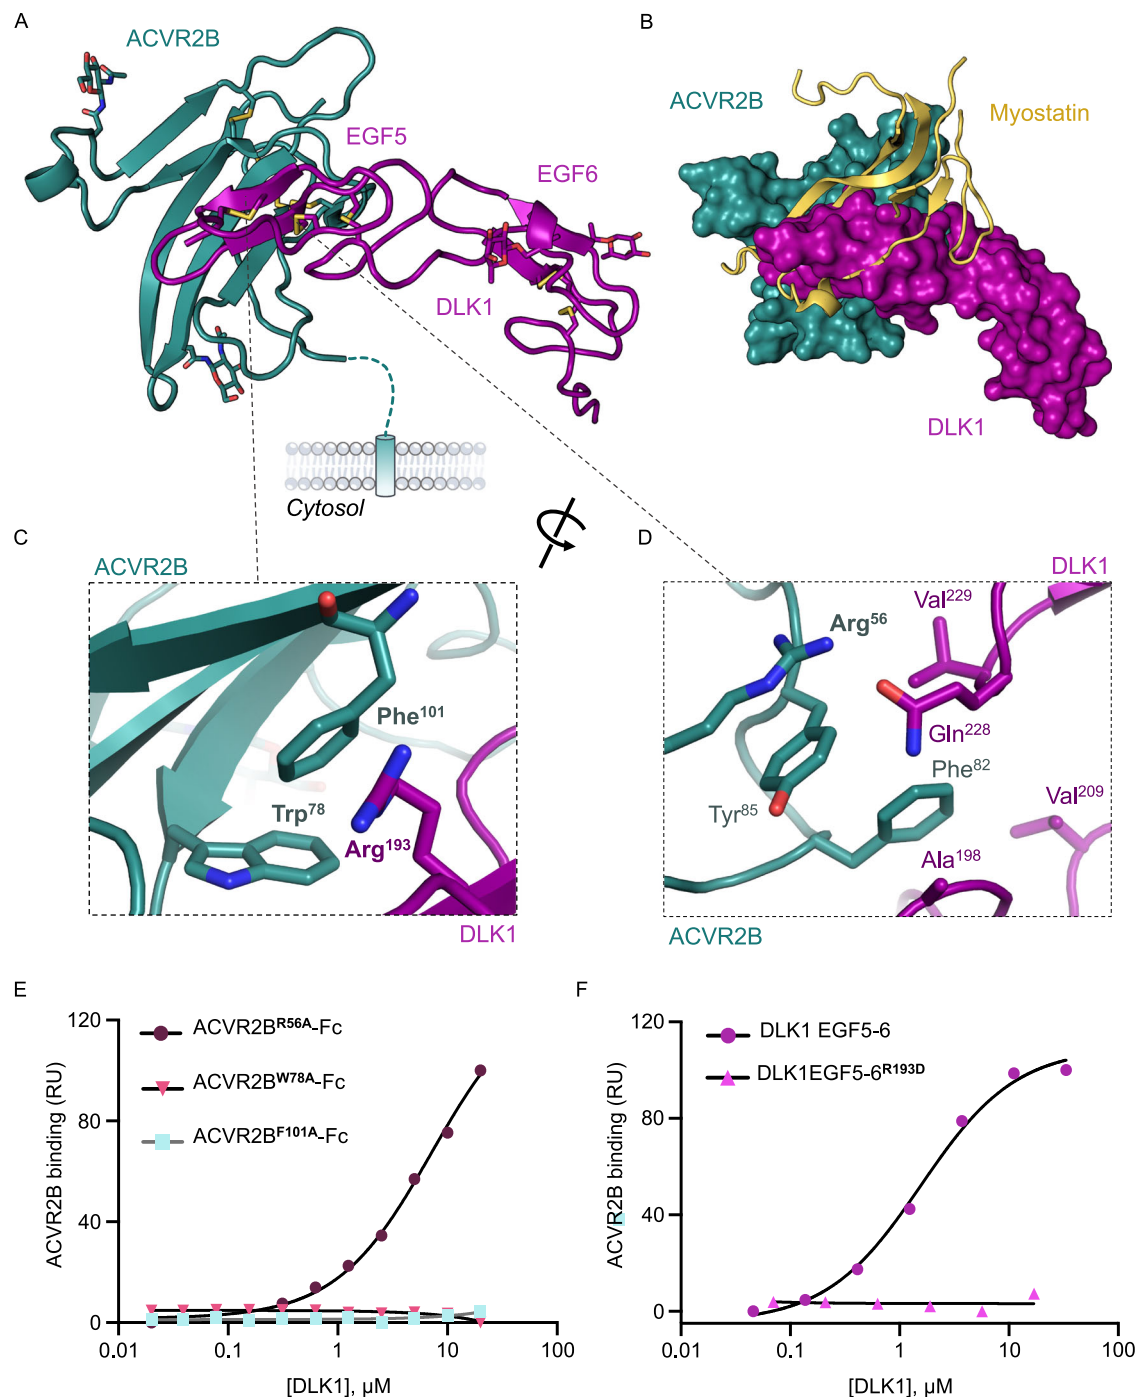 A
ACVR2B
EGF5
EGF6
DLK1
Cytosol
B
ACVR2B
Myostatin
DLK1
C
ACVR2B
Phe101
Trp78
Arg193
DLK1
D
DLK1
Val229
Arg56
Gln228
Phe82
Tyr85
Val209
Ala198
ACVR2B
E
ACVR2BR56A-Fc
ACVR2BW78A-Fc
ACVR2BF101A-Fc
120
80
40
0
ACVR2B binding (RU)
0.01 0.1 1 10 100
[DLK1], μM
F
DLK1 EGF5-6
DLK1EGF5-6R193D
120
80
40
0
ACVR2B binding (RU)
0.01 0.1 1 10 100
[DLK1], μM